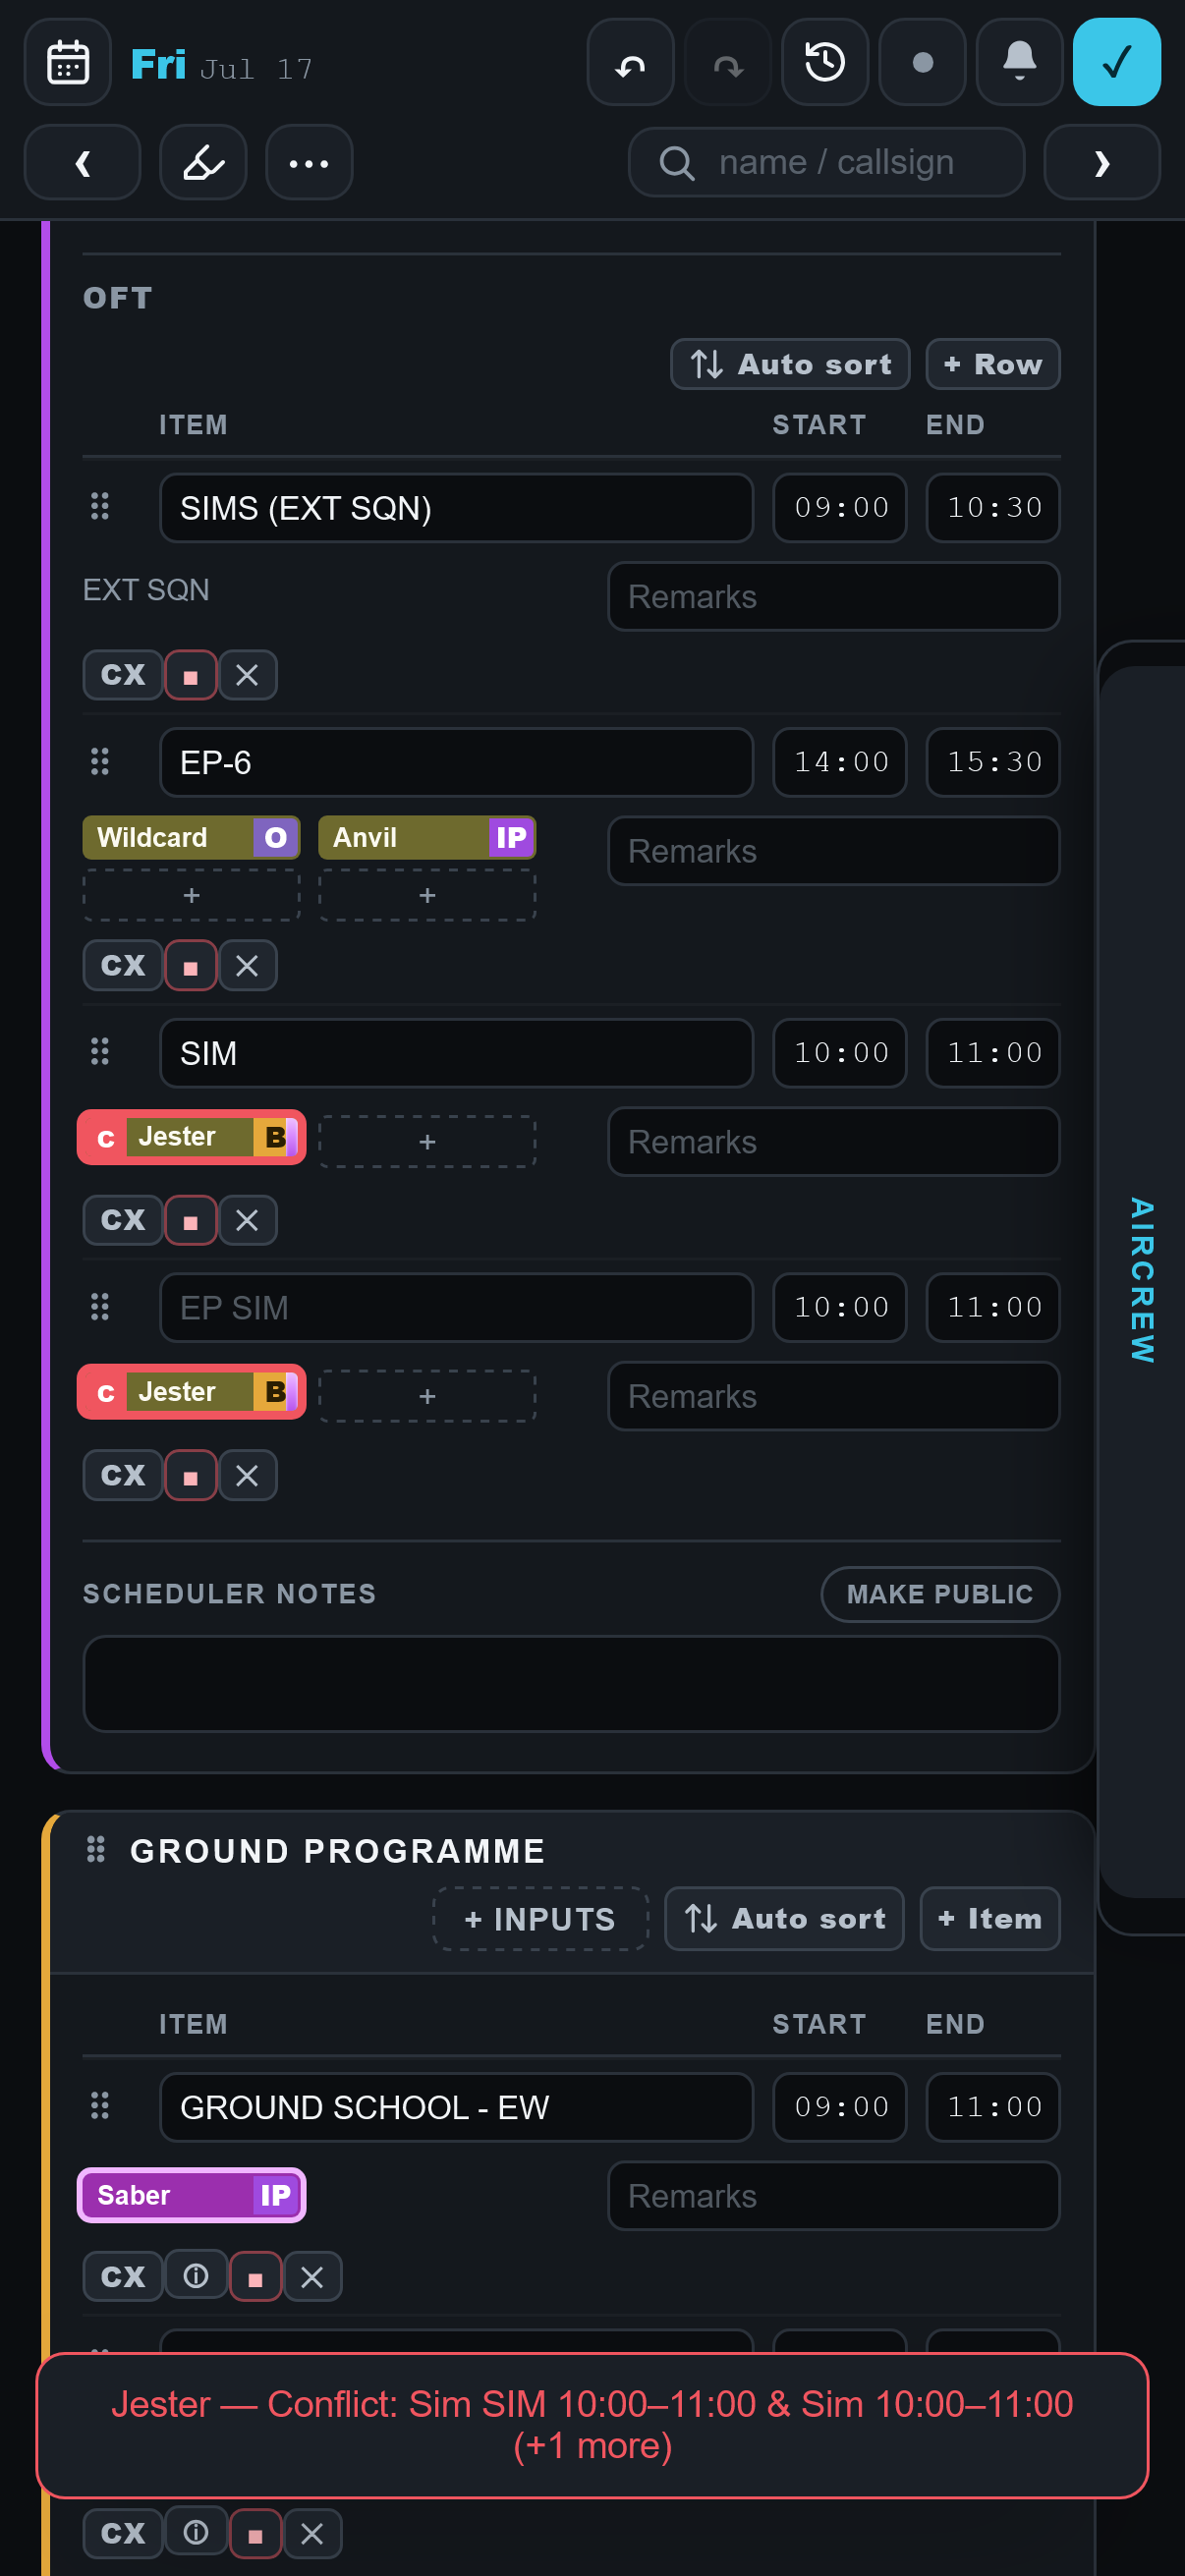 Fri Jul 17
name / callsign
OFT
Auto sort + Row
ITEM START END
SIMS (EXT SQN) 09:00 10:30
EXT SQN Remarks
CX
EP-6 14:00 15:30
Wildcard O Anvil IP Remarks
+ +
CX
SIM 10:00 11:00
C Jester B + Remarks
CX
EP SIM 10:00 11:00
C Jester B + Remarks
CX
AIRCREW
SCHEDULER NOTES MAKE PUBLIC
GROUND PROGRAMME
+ INPUTS Auto sort + Item
ITEM START END
GROUND SCHOOL - EW 09:00 11:00
Saber IP Remarks
CX
Jester — Conflict: Sim SIM 10:00–11:00 & Sim 10:00–11:00
(+1 more)
CX